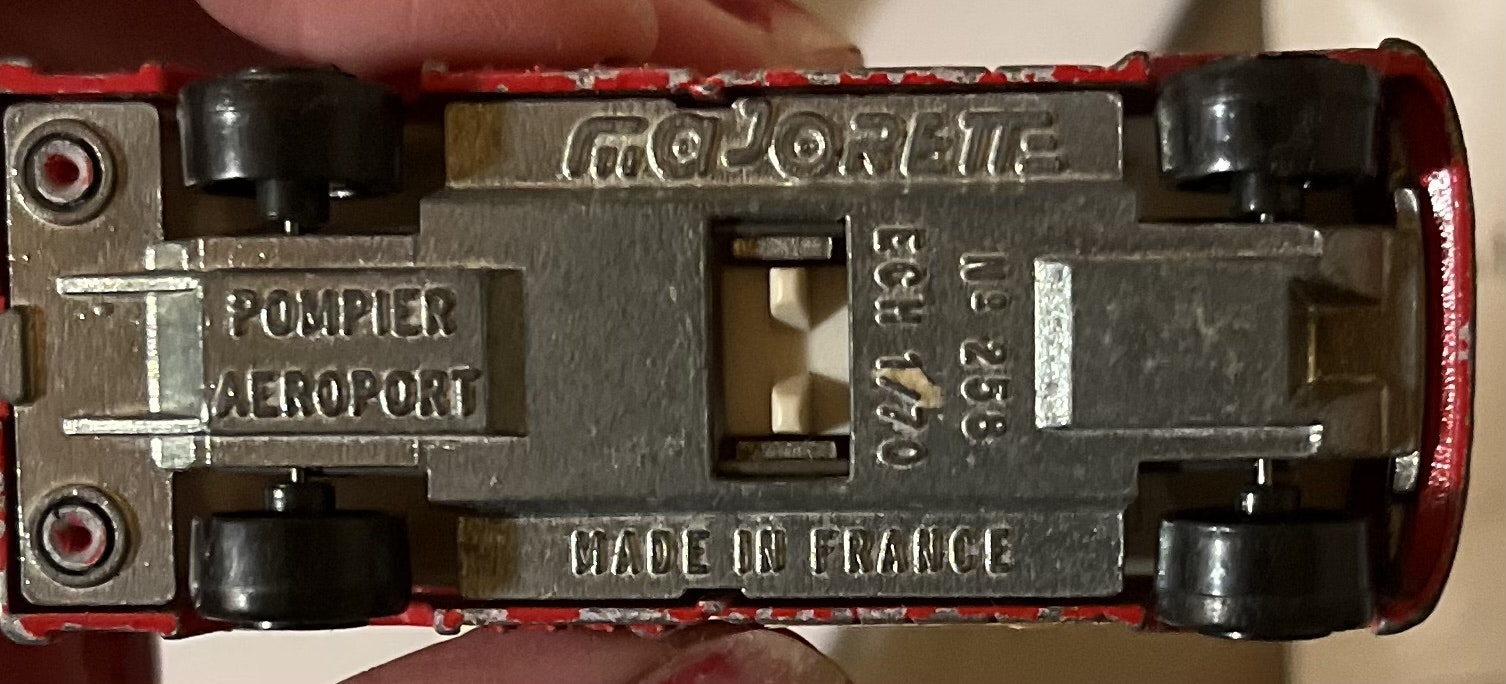 majorette
POMPIER
AEROPORT
Nº 258
ECH 1/70
MADE IN FRANCE